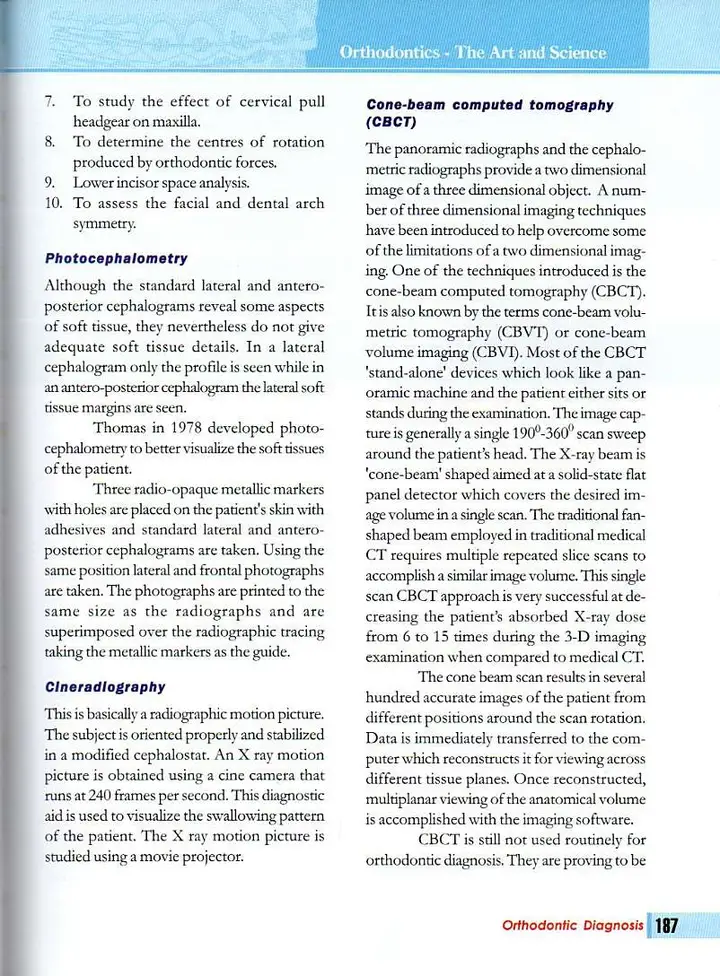 Orthodontics - The Art and Science
7. To study the effect of cervical pull
headgear on maxilla.
8. To determine the centres of rotation
produced by orthodontic forces.
9. Lower incisor space analysis.
10. To assess the facial and dental arch
symmetry.
Photocephalometry
Although the standard lateral and antero-
posterior cephalograms reveal some aspects
of soft tissue, they nevertheless do not give
adequate soft tissue details. In a lateral
cephalogram only the profile is seen while in
an antero-posterior cephalogram the lateral soft
tissue margins are seen.
Thomas in 1978 developed photo-
cephalometry to better visualize the soft tissues
of the patient.
Three radio-opaque metallic markers
with holes are placed on the patient's skin with
adhesives and standard lateral and antero-
posterior cephalograms are taken. Using the
same position lateral and frontal photographs
are taken. The photographs are printed to the
same size as the radiographs and are
superimposed over the radiographic tracing
taking the metallic markers as the guide.
Cineradiography
This is basically a radiographic motion picture.
The subject is oriented properly and stabilized
in a modified cephalostat. An X ray motion
picture is obtained using a cine camera that
runs at 240 frames per second. This diagnostic
aid is used to visualize the swallowing pattern
of the patient. The X ray motion picture is
studied using a movie projector.
Cone-beam computed tomography
(CBCT)
The panoramic radiographs and the cephalo-
metric radiographs provide a two dimensional
image of a three dimensional object. A num-
ber of three dimensional imaging techniques
have been introduced to help overcome some
of the limitations of a two dimensional imag-
ing. One of the techniques introduced is the
cone-beam computed tomography (CBCT).
It is also known by the terms cone-beam volu-
metric tomography (CBVT) or cone-beam
volume imaging (CBVI). Most of the CBCT
'stand-alone' devices which look like a pan-
oramic machine and the patient either sits or
stands during the examination. The image cap-
ture is generally a single 190⁰-360⁰ scan sweep
around the patient's head. The X-ray beam is
'cone-beam' shaped aimed at a solid-state flat
panel detector which covers the desired im-
age volume in a single scan. The traditional fan-
shaped beam employed in traditional medical
CT requires multiple repeated slice scans to
accomplish a similar image volume. This single
scan CBCT approach is very successful at de-
creasing the patient's absorbed X-ray dose
from 6 to 15 times during the 3-D imaging
examination when compared to medical CT.
The cone beam scan results in several
hundred accurate images of the patient from
different positions around the scan rotation.
Data is immediately transferred to the com-
puter which reconstructs it for viewing across
different tissue planes. Once reconstructed,
multiplanar viewing of the anatomical volume
is accomplished with the imaging software.
CBCT is still not used routinely for
orthodontic diagnosis. They are proving to be
Orthodontic Diagnosis 187